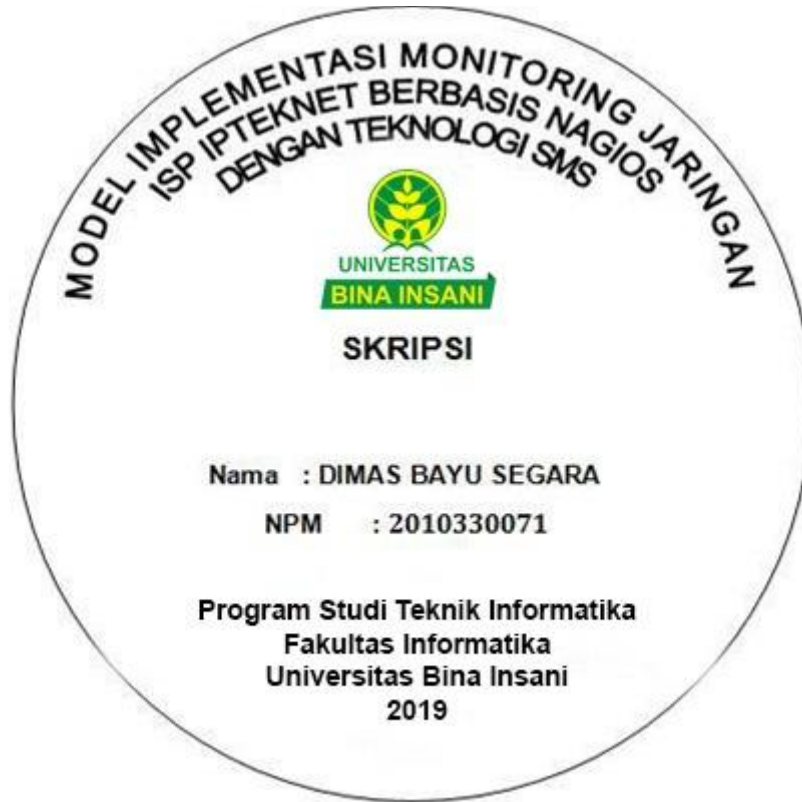 MODEL IMPLEMENTASI MONITORING JARINGAN
ISP IPTEKNET BERBASIS NAGIOS
DENGAN TEKNOLOGI SMS
UNIVERSITAS
BINA INSANI
SKRIPSI
Nama : DIMAS BAYU SEGARA
NPM : 2010330071
Program Studi Teknik Informatika
Fakultas Informatika
Universitas Bina Insani
2019